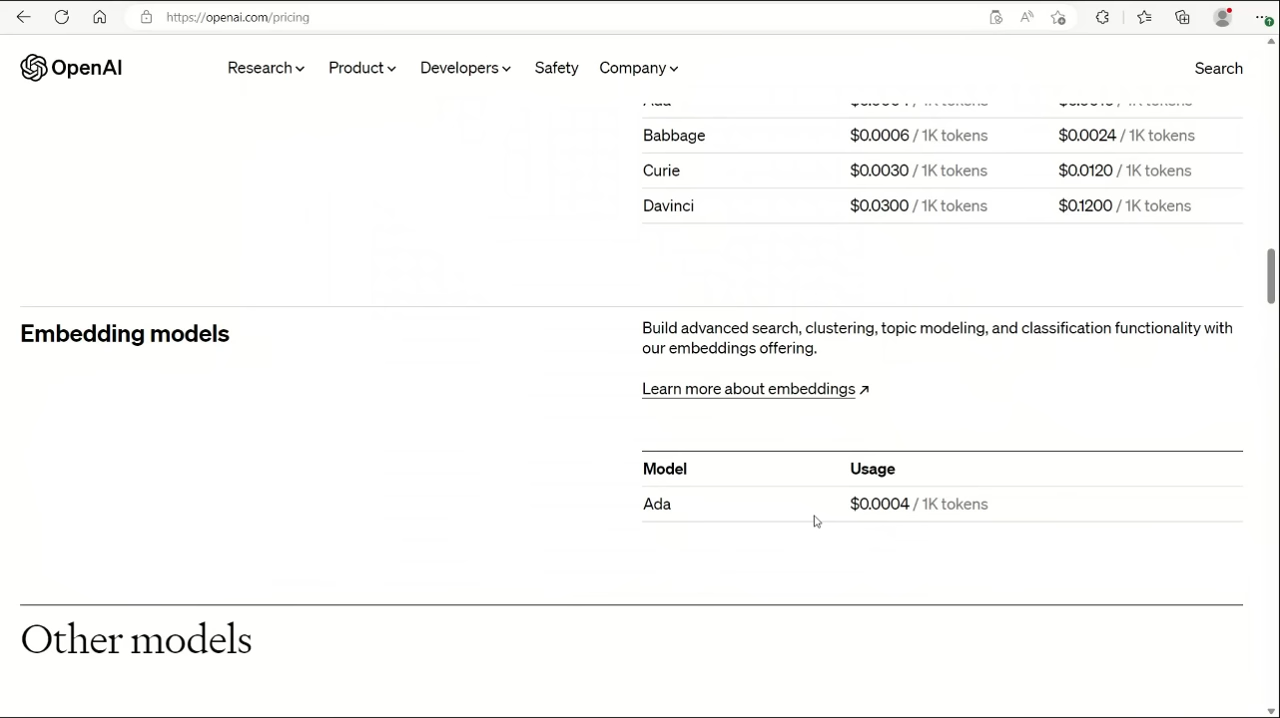 https://openai.com/pricing
OpenAI
Research Product Developers Safety Company Search
Babbage $0.0006 / 1K tokens $0.0024 / 1K tokens
Curie $0.0030 / 1K tokens $0.0120 / 1K tokens
Davinci $0.0300 / 1K tokens $0.1200 / 1K tokens
Embedding models
Build advanced search, clustering, topic modeling, and classification functionality with
our embeddings offering.
Learn more about embeddings ↗
Model Usage
Ada $0.0004 / 1K tokens
Other models